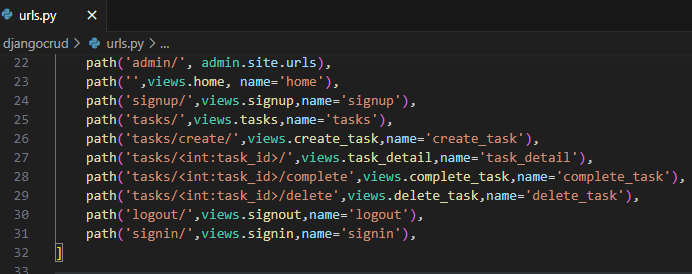 urls.py
djangocrud > urls.py > ...
22 path('admin/', admin.site.urls),
23 path('',views.home, name='home'),
24 path('signup/',views.signup,name='signup'),
25 path('tasks/',views.tasks,name='tasks'),
26 path('tasks/create/',views.create_task,name='create_task'),
27 path('tasks/<int:task_id>/',views.task_detail,name='task_detail'),
28 path('tasks/<int:task_id>/complete',views.complete_task,name='complete_task'),
29 path('tasks/<int:task_id>/delete',views.delete_task,name='delete_task'),
30 path('logout/',views.signout,name='logout'),
31 path('signin/',views.signin,name='signin'),
32 ]
33